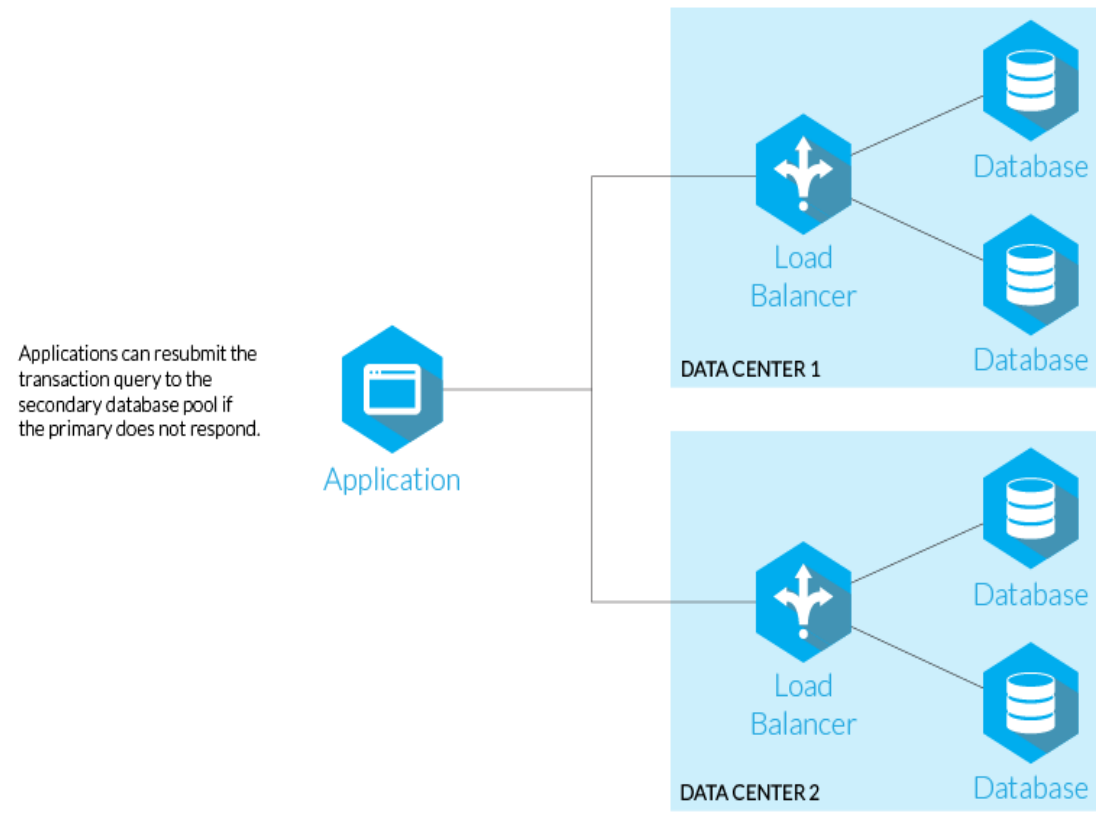 Database
Load
Balancer
Database
DATA CENTER 1
Applications can resubmit the
transaction query to the
secondary database pool if
the primary does not respond.
Application
Database
Load
Balancer
Database
DATA CENTER 2